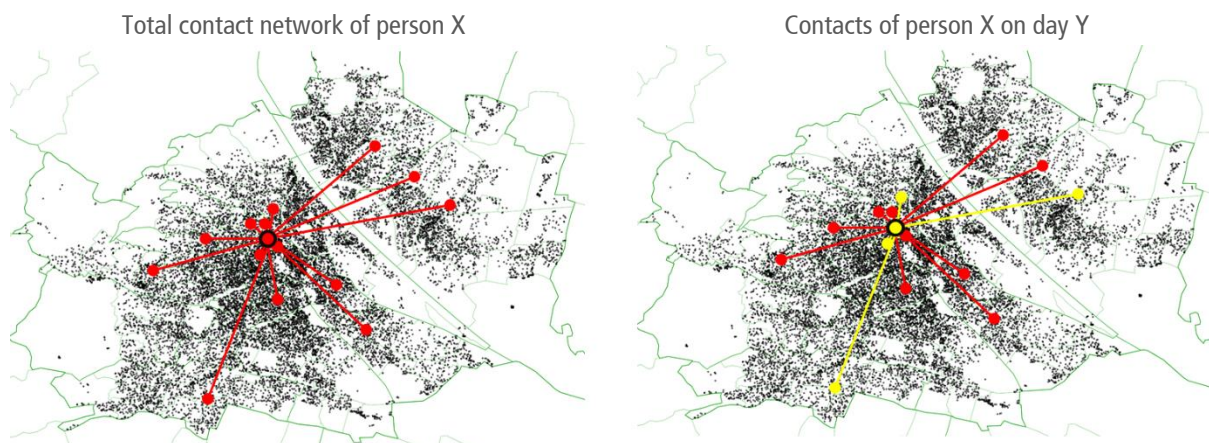 Total contact network of person X
Contacts of person X on day Y